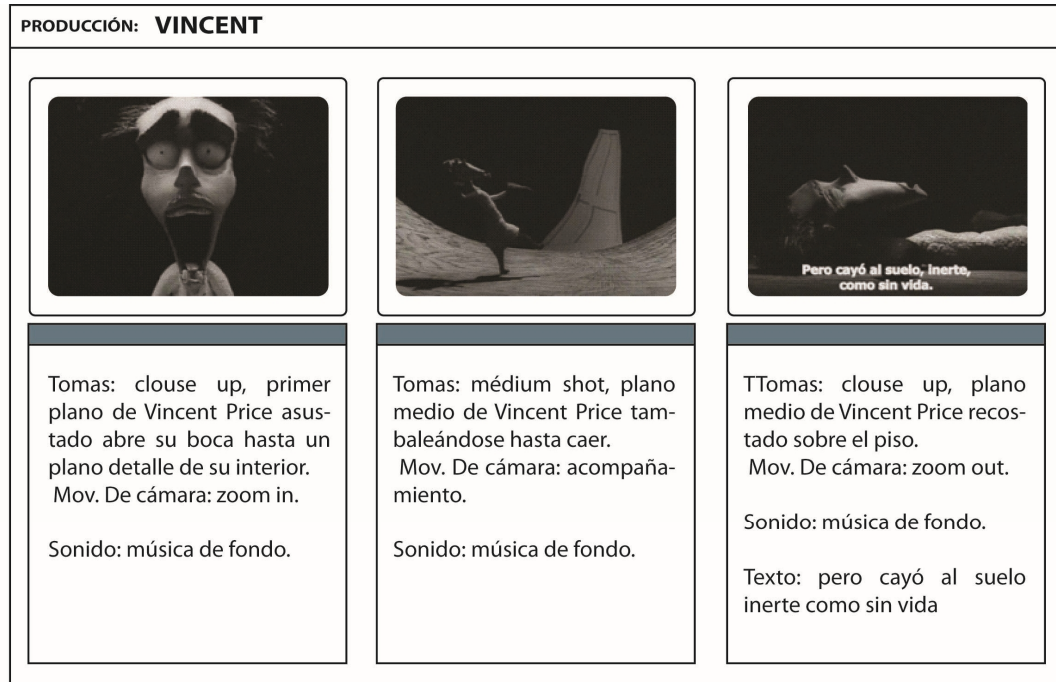 PRODUCCIÓN: VINCENT
Pero cayó al suelo, inerte,
como sin vida.
Tomas: clouse up, primer
plano de Vincent Price asus-
tado abre su boca hasta un
plano detalle de su interior.
Mov. De cámara: zoom in.
Sonido: música de fondo.
Tomas: médium shot, plano
medio de Vincent Price tam-
baleándose hasta caer.
Mov. De cámara: acompaña-
miento.
Sonido: música de fondo.
TTomas: clouse up, plano
medio de Vincent Price recos-
tado sobre el piso.
Mov. De cámara: zoom out.
Sonido: música de fondo.
Texto: pero cayó al suelo
inerte como sin vida